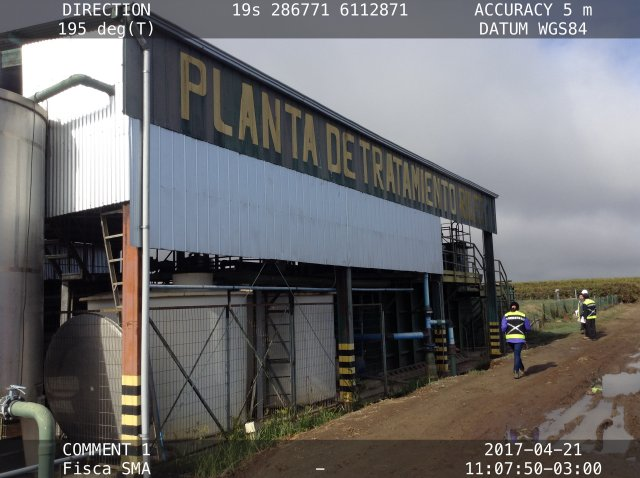 DIRECTION 19s 286771 6112871 ACCURACY 5 m
195 deg(T) DATUM WGS84
PLANTA DE TRATAMIENTO
COMMENT 1 2017-04-21
Fisca SMA – 11:07:50-03:00